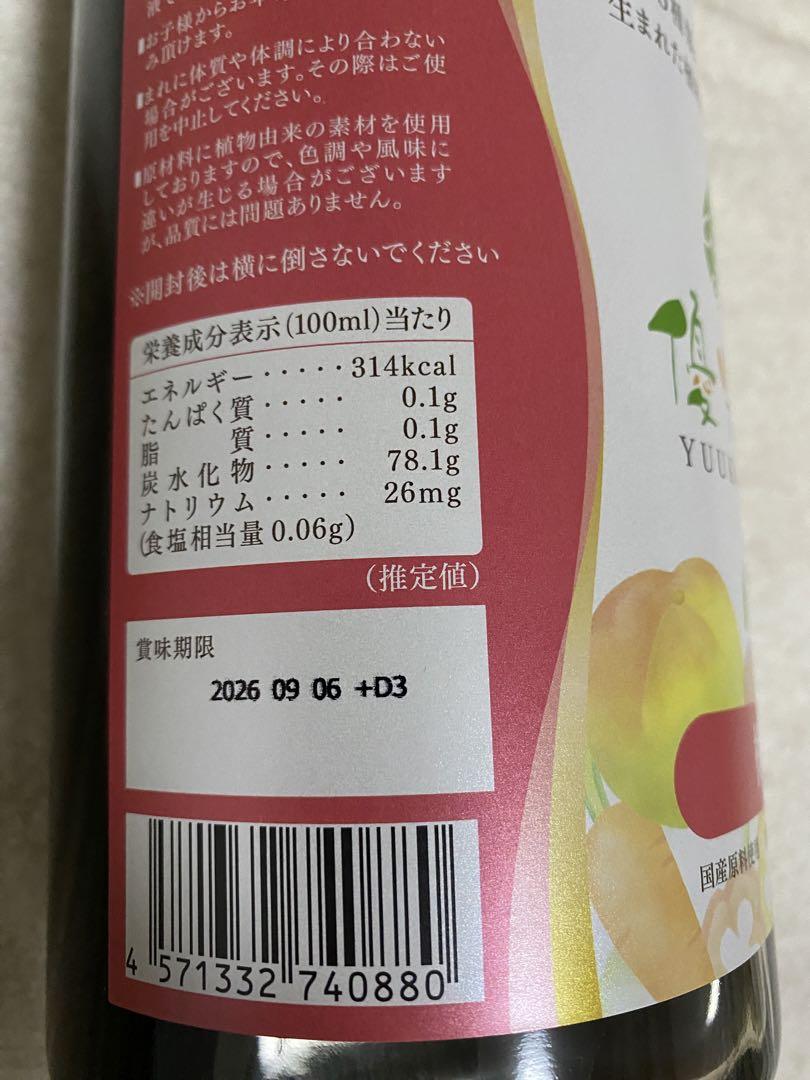 お子様からお年
み頂けます。
まれに体質や体調により合わない
場合がございます。その際はご使
用を中止してください。
原材料に植物由来の素材を使用
しておりますので、色調や風味に
違いが生じる場合がございます
が、品質には問題ありません。
※開封後は横に倒さないでください
栄養成分表示(100ml)当たり
エネルギー・・・・・314kcal
たんぱく質・・・・・0.1g
脂質・・・・・0.1g
炭水化物・・・・・78.1g
ナトリウム・・・・・26mg
(食塩相当量0.06g)
(推定値)
賞味期限
2026 09 06 +D3
4 571332 740880
生まれた
優
YUU
国産原料使